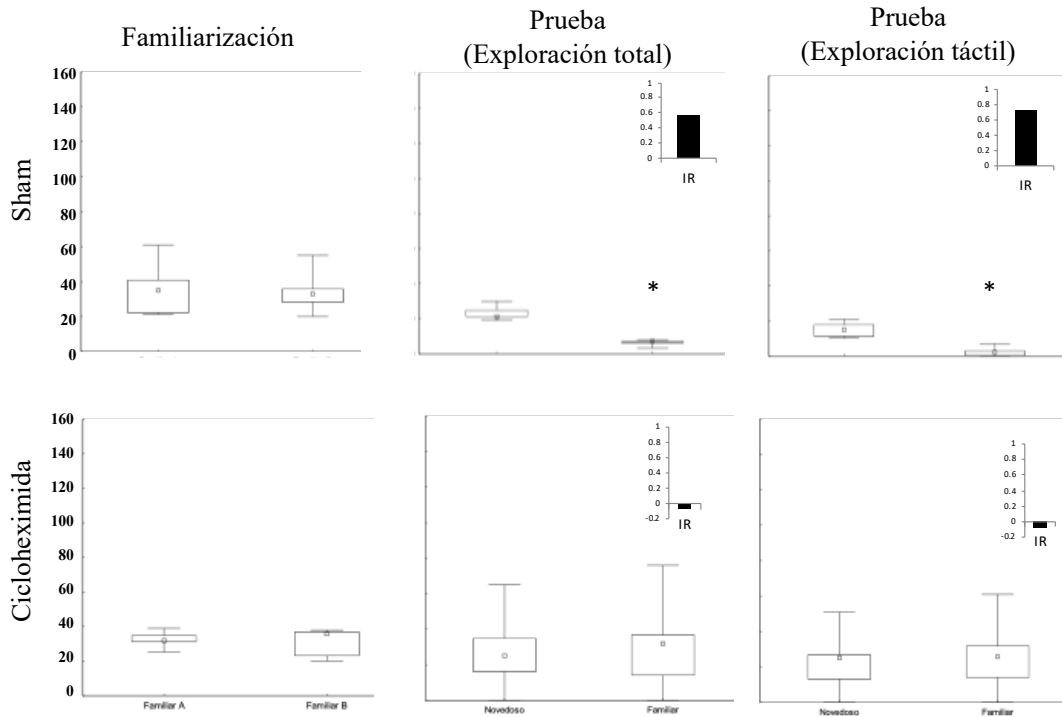 Familiarización
Prueba
(Exploración total)
Prueba
(Exploración táctil)
Sham
160
140
120
100
80
60
40
20
0
1
0.8
0.6
0.4
0.2
0
IR
*
1
0.8
0.6
0.4
0.2
0
IR
*
Cicloheximida
160
140
120
100
80
60
40
20
0
Familiar A
Familiar B
1
0.8
0.6
0.4
0.2
0
-0.2
IR
Novedoso
Familiar
1
0.8
0.6
0.4
0.2
0
-0.2
IR
Novedoso
Familiar